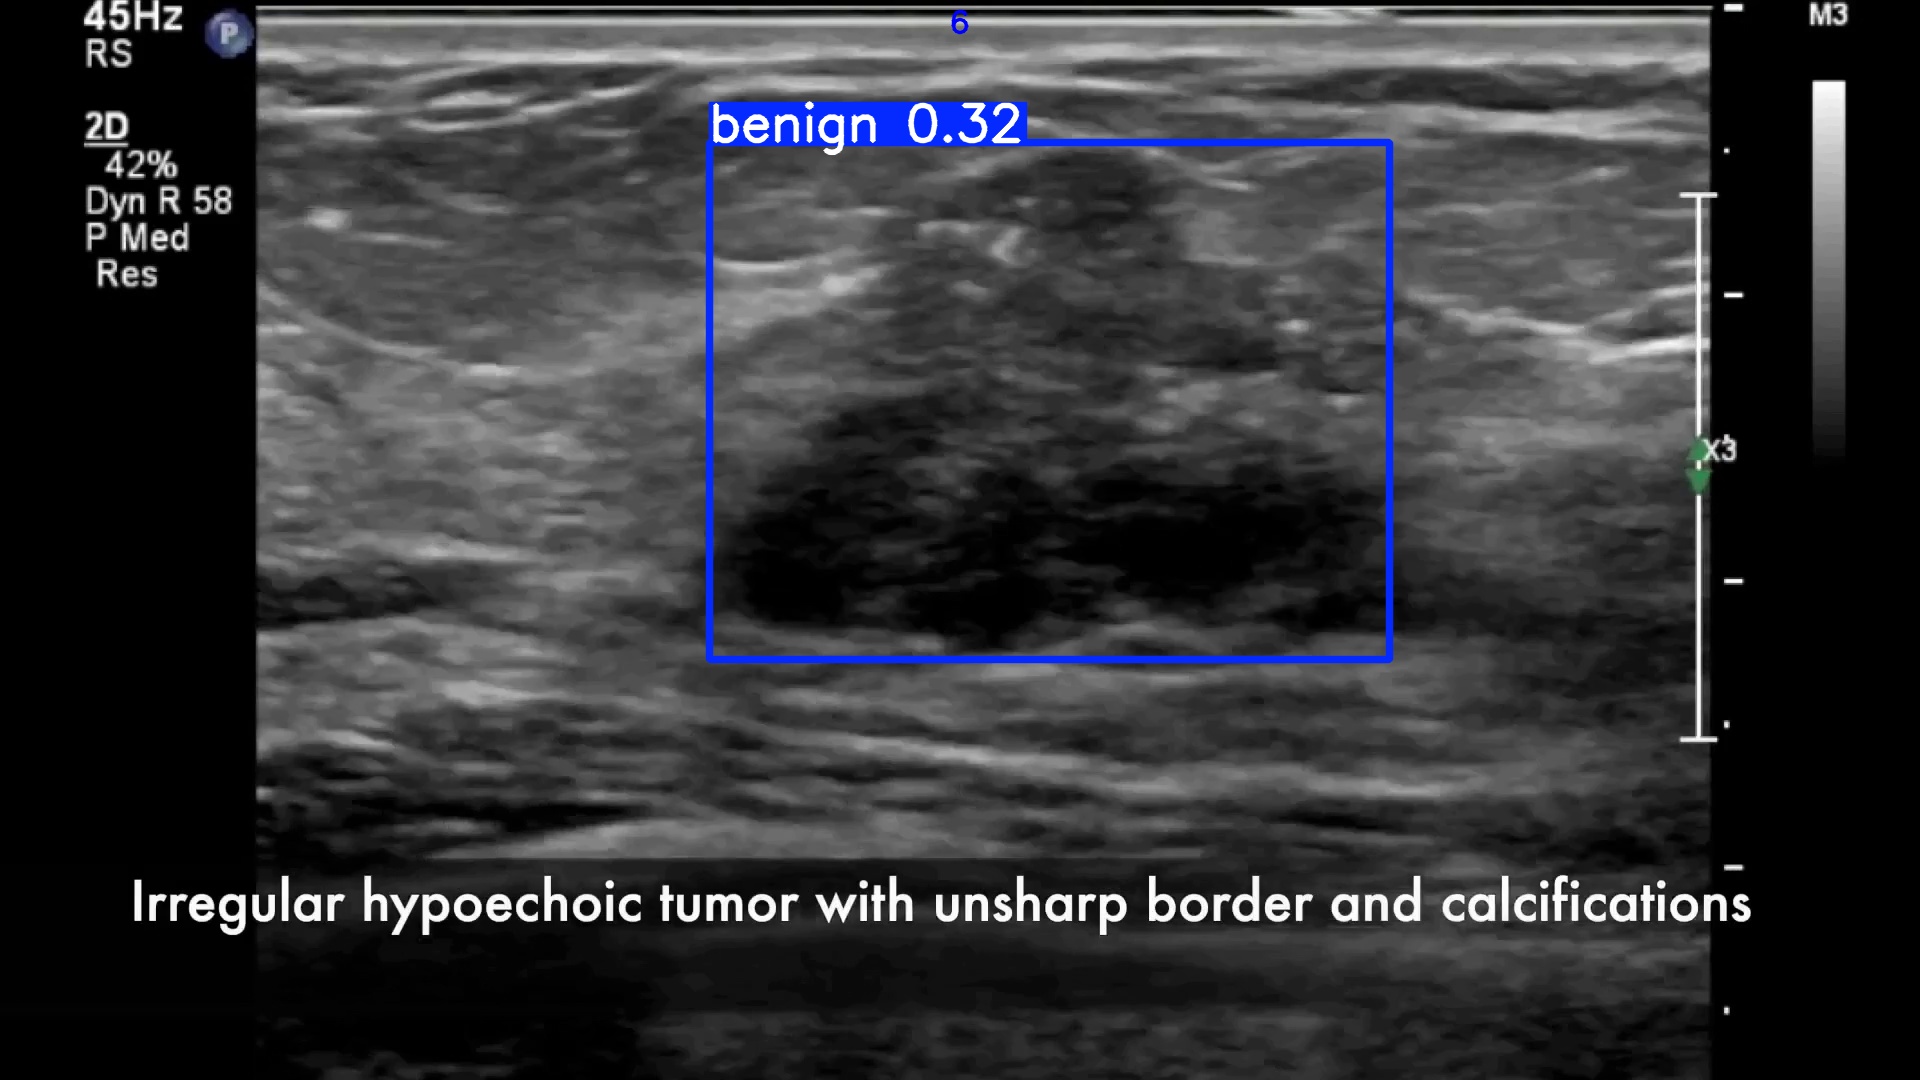 45Hz
RS
P
2D
42%
Dyn R 58
P Med
Res
6
M3
benign 0.32
X3
Irregular hypoechoic tumor with unsharp border and calcifications